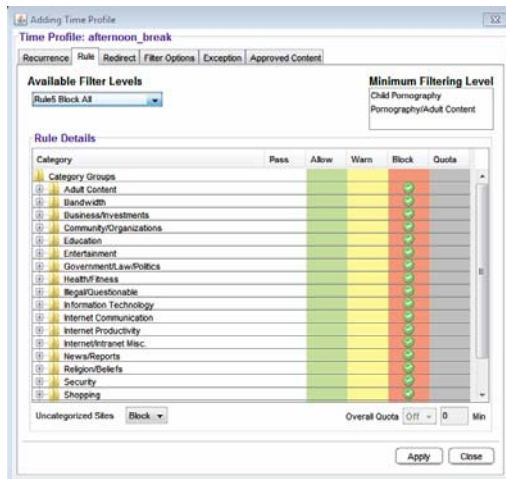 Adding Time Profile
Time Profile: afternoon_break
Recurrence Rule Redirect Filter Options Exception Approved Content
Available Filter Levels Minimum Filtering Level
Rule5 Block All
Child Pornography
Pornography/Adult Content
Rule Details
Category Pass Allow Warn Block Quota
Category Groups
Adult Content
Bandwidth
Business/Investments
Community/Organizations
Education
Entertainment
Government/Law/Politics
Health/Fitness
Illegal/Questionable
Information Technology
Internet Communication
Internet Productivity
Internet/Intranet Misc.
News/Reports
Religion/Beliefs
Security
Shopping
Uncategorized Sites Block Overall Quota Off 0 Min
Apply Close